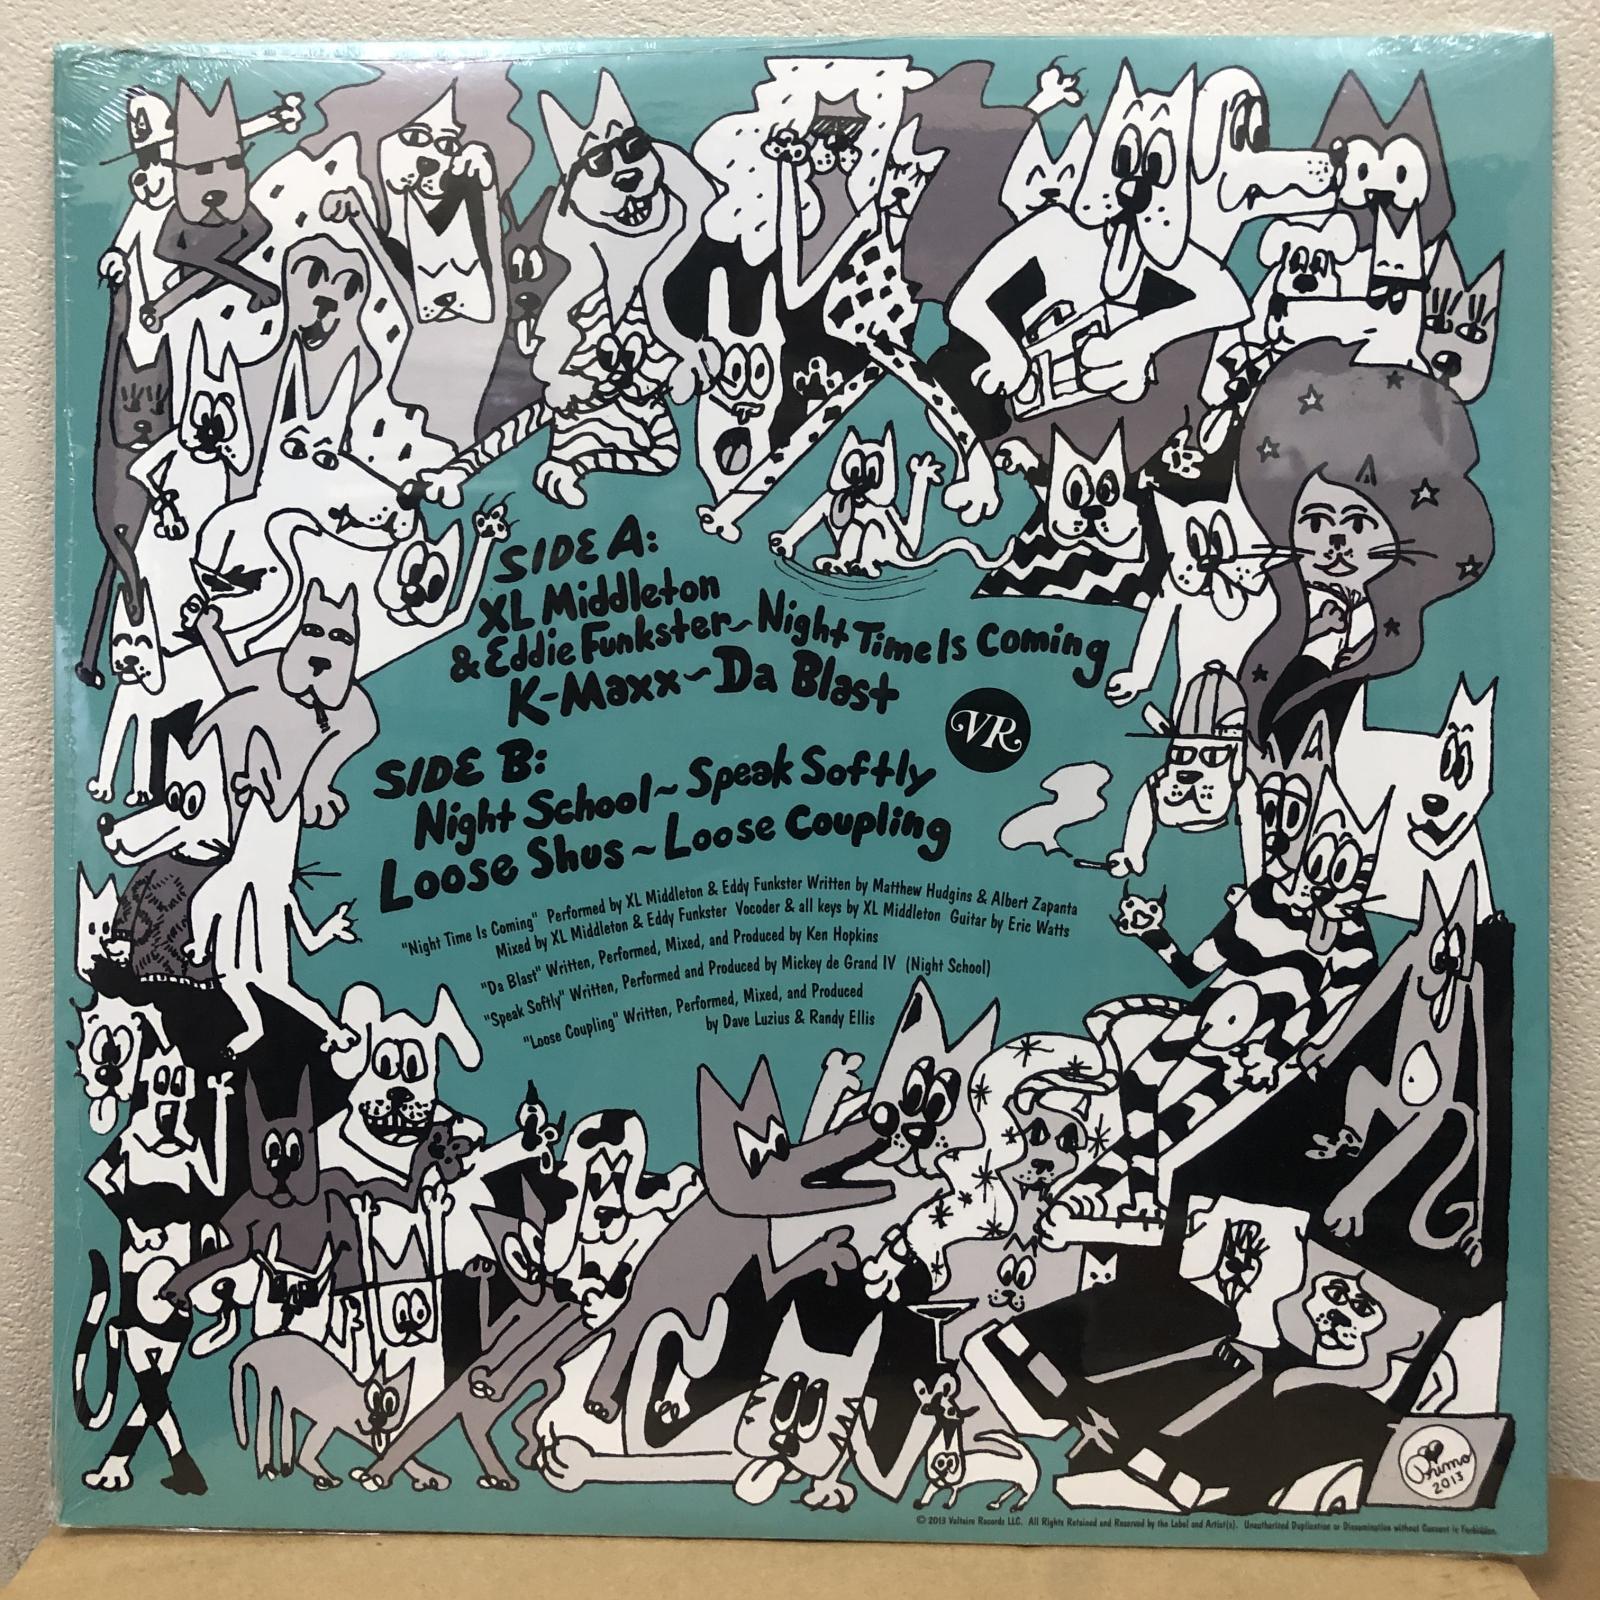 SIDE A:
XL Middleton
& Eddie Funkster ~ Night Time Is Coming
K-Maxx ~ Da Blast
VR
SIDE B:
Night School ~ Speak Softly
Loose Shus ~ Loose Coupling
"Night Time Is Coming" Performed by XL Middleton & Eddy Funkster Written by Matthew Hudgins & Albert Zapanta
Mixed by XL Middleton & Eddy Funkster Vocoder & all keys by XL Middleton Guitar by Eric Watts
"Da Blast" Written, Performed, Mixed, and Produced by Ken Hopkins
"Speak Softly" Written, Performed and Produced by Mickey de Grand IV (Night School)
"Loose Coupling" Written, Performed, Mixed, and Produced
by Dave Luzius & Randy Ellis
Primo
2013
© 2013 Voltaire Records LLC. All Rights Retained and Reserved by the Label and Artist(s). Unauthorized Duplication or Dissemination without Consent is Forbidden.